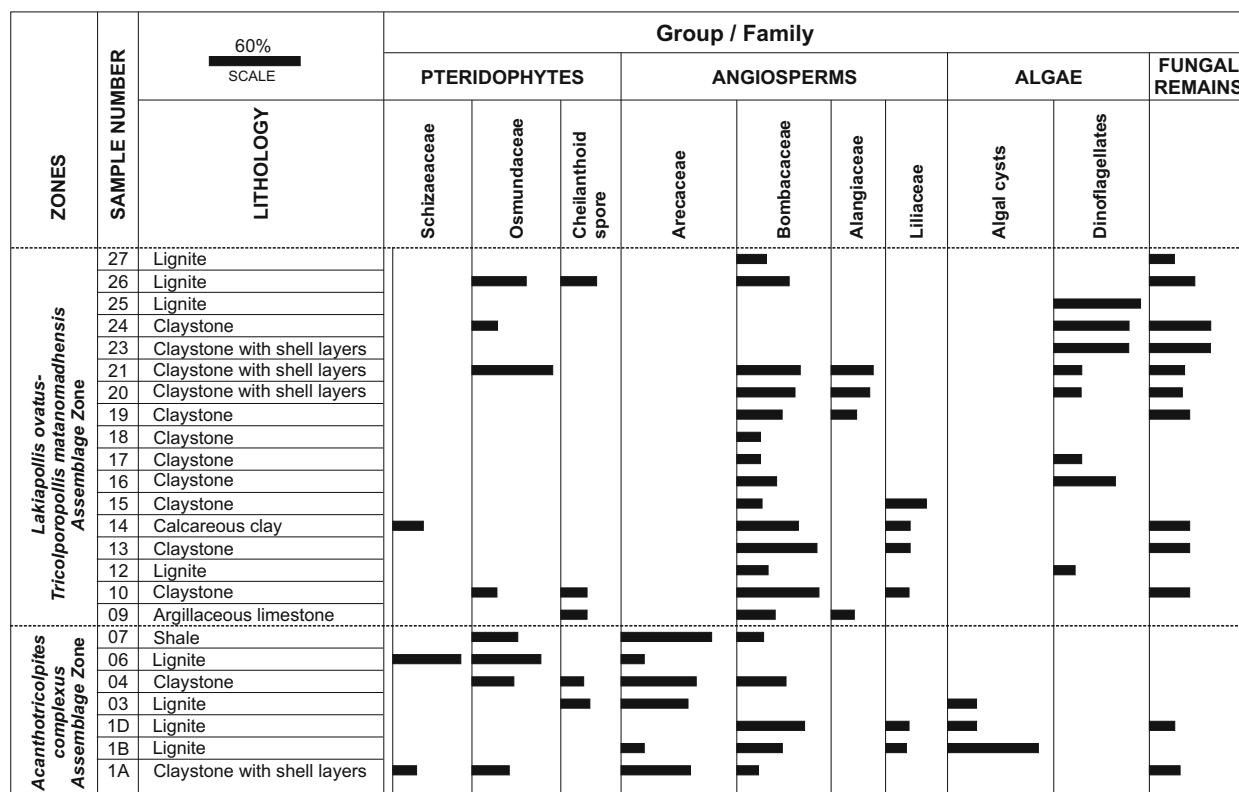 Group / Family
60%
SCALE
PTERIDOPHYTES
ANGIOSPERMS
ALGAE
FUNGAL
REMAINS
ZONES
SAMPLE NUMBER
LITHOLOGY
Schizaeaceae
Osmundaceae
Cheilanthoid
spore
Arecaceae
Bombacaceae
Alangiaceae
Liliaceae
Algal cysts
Dinoflagellates
Lakiapollis ovatus-
Tricolporopollis matanomadhensis
Assemblage Zone
27 Lignite
26 Lignite
25 Lignite
24 Claystone
23 Claystone with shell layers
21 Claystone with shell layers
20 Claystone with shell layers
19 Claystone
18 Claystone
17 Claystone
16 Claystone
15 Claystone
14 Calcareous clay
13 Claystone
12 Lignite
10 Claystone
09 Argillaceous limestone
Acanthotricolpites
complexus
Assemblage Zone
07 Shale
06 Lignite
04 Claystone
03 Lignite
1D Lignite
1B Lignite
1A Claystone with shell layers